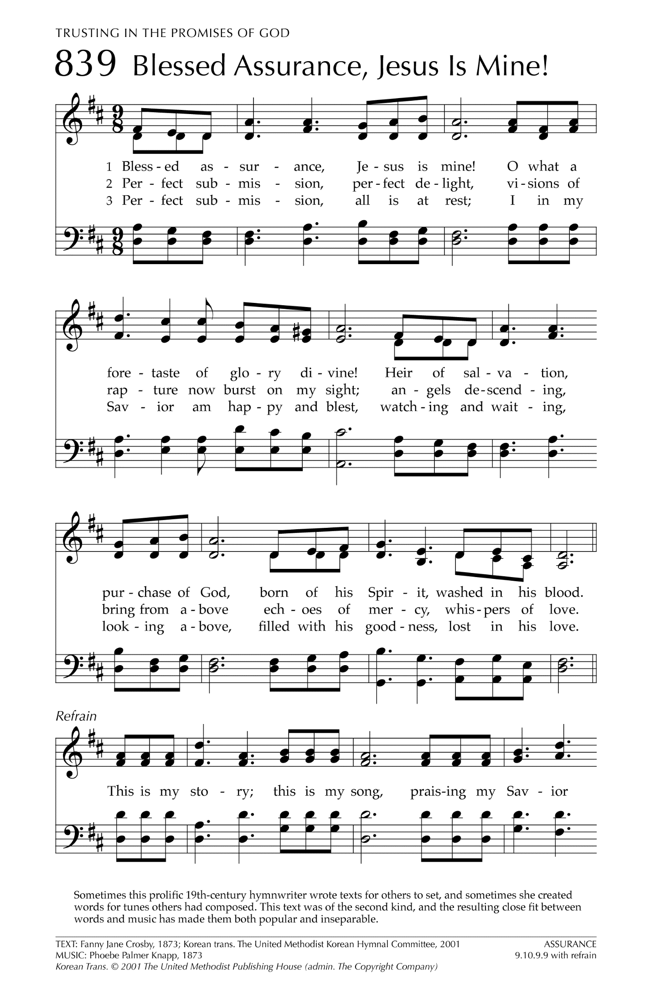 TRUSTING IN THE PROMISES OF GOD
839 Blessed Assurance, Jesus Is Mine!
9 8
1 Bless - ed as - sur - ance, Je - sus is mine! O what a
2 Per - fect sub - mis - sion, per - fect de - light, vi - sions of
3 Per - fect sub - mis - sion, all is at rest; I in my
9 8
fore - taste of glo - ry di - vine! Heir of sal - va - tion,
rap - ture now burst on my sight; an - gels de - scend - ing,
Sav - ior am hap - py and blest, watch - ing and wait - ing,
pur - chase of God, born of his Spir - it, washed in his blood.
bring from a - bove ech - oes of mer - cy, whis - pers of love.
look - ing a - bove, filled with his good - ness, lost in his love.
Refrain
This is my sto - ry; this is my song, prais-ing my Sav - ior
Sometimes this prolific 19th-century hymnwriter wrote texts for others to set, and sometimes she created
words for tunes others had composed. This text was of the second kind, and the resulting close fit between
words and music has made them both popular and inseparable.
TEXT: Fanny Jane Crosby, 1873; Korean trans. The United Methodist Korean Hymnal Committee, 2001 ASSURANCE
MUSIC: Phoebe Palmer Knapp, 1873 9.10.9.9 with refrain
Korean Trans. © 2001 The United Methodist Publishing House (admin. The Copyright Company)